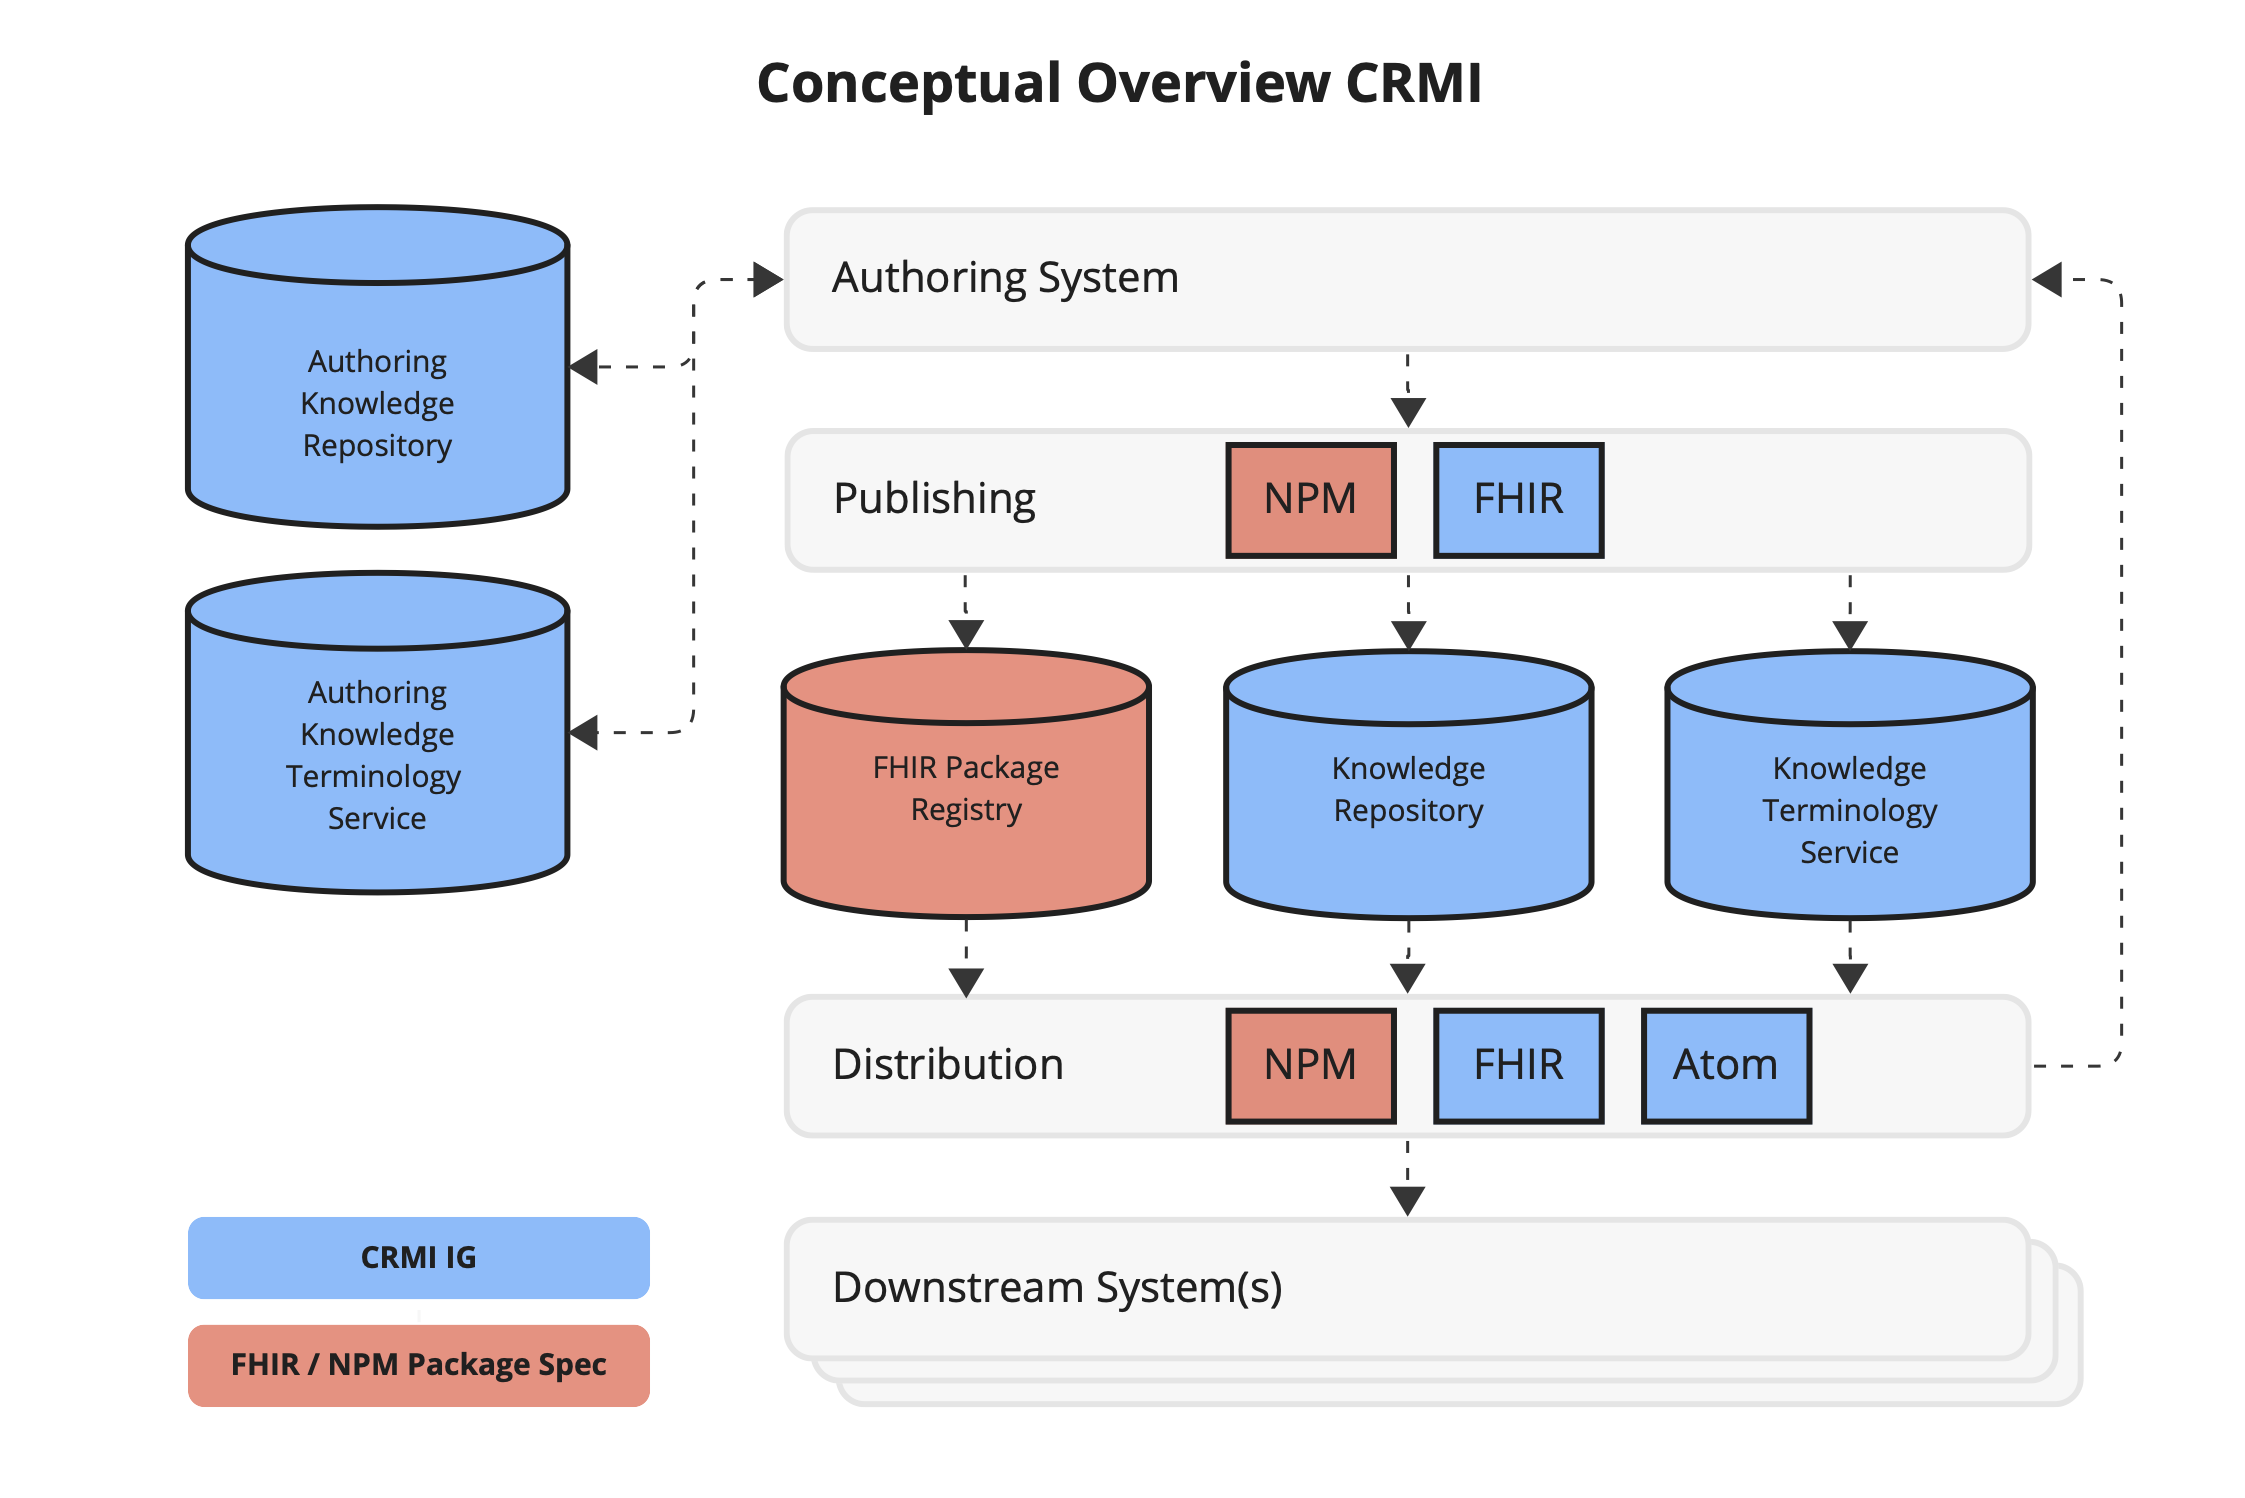 Conceptual Overview CRMI
Authoring
Knowledge
Repository
Authoring
Knowledge
Terminology
Service
Authoring System
Publishing
NPM
FHIR
FHIR Package
Registry
Knowledge
Repository
Knowledge
Terminology
Service
Distribution
NPM
FHIR
Atom
Downstream System(s)
CRMI IG
FHIR / NPM Package Spec